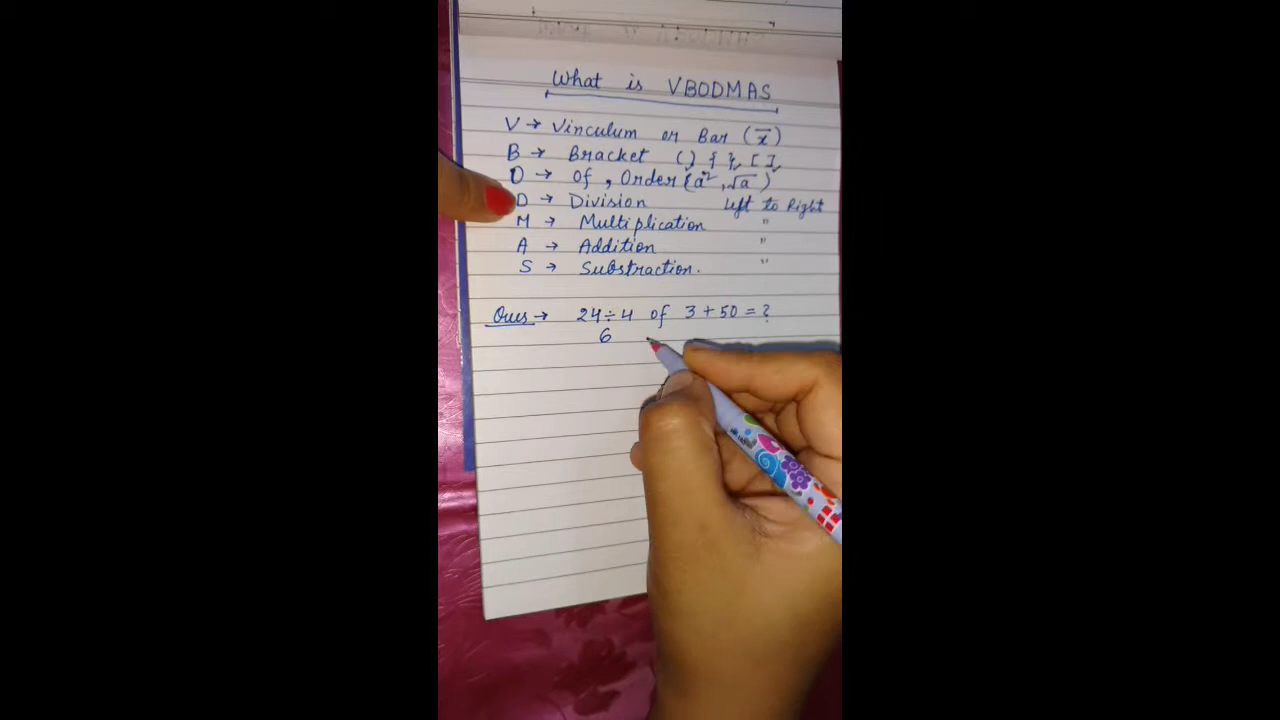 What is VBODMAS
V → Vinculum or Bar (x̅)
B → Bracket () { }, [ ],
O → Of, Order (a², √a)
D → Division Left to Right
M → Multiplication "
A → Addition "
S → Substraction. "
Ques → 24÷4 of 3+50=?
6